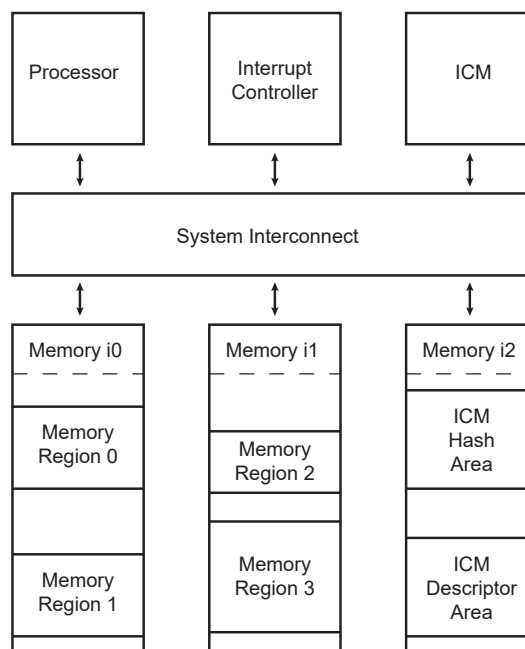 Processor
Interrupt
Controller
ICM
System Interconnect
Memory i0
Memory i1
Memory i2
Memory
Region 0
Memory
Region 2
ICM
Hash
Area
Memory
Region 1
Memory
Region 3
ICM
Descriptor
Area